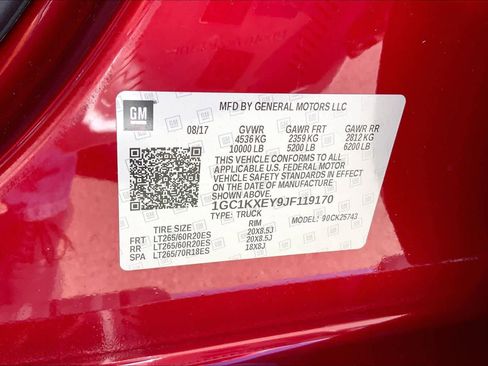 GM
MFD BY GENERAL MOTORS LLC
08/17 GVWR GAWR FRT GAWR RR
4536 KG 2359 KG 2812 KG
10000 LB 5200 LB 6200 LB
THIS VEHICLE CONFORMS TO ALL
APPLICABLE U.S. FEDERAL MOTOR
VEHICLE SAFETY STANDARDS IN EFFECT
ON THE DATE OF MANUFACTURE
SHOWN ABOVE.
1GC1KXEY9JF119170
TYPE: TRUCK MODEL: 90CK25743
TIRE SIZE RIM
FRT LT265/60R20ES 20X8.5J
RR LT265/60R20ES 20X8.5J
SPA LT265/70R18ES 18X8J